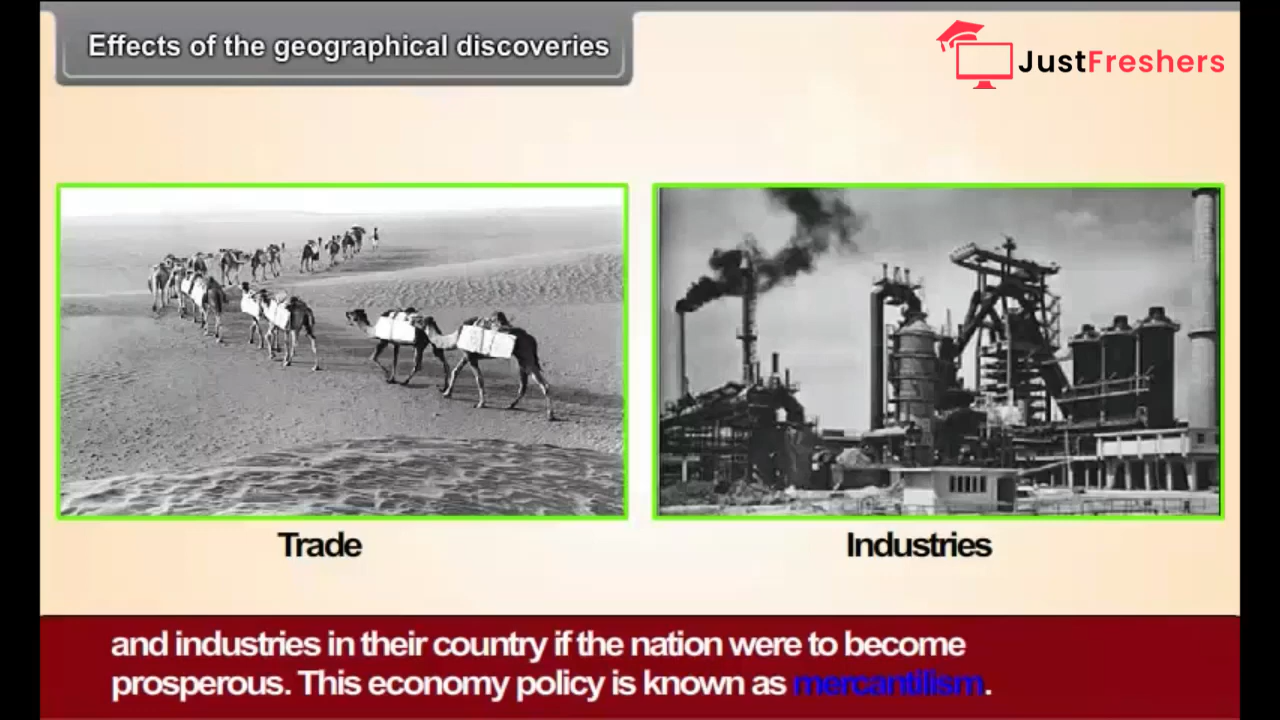 Effects of the geographical discoveries
JustFreshers
Trade
Industries
and industries in their country if the nation were to become
prosperous. This economy policy is known as mercantilism.